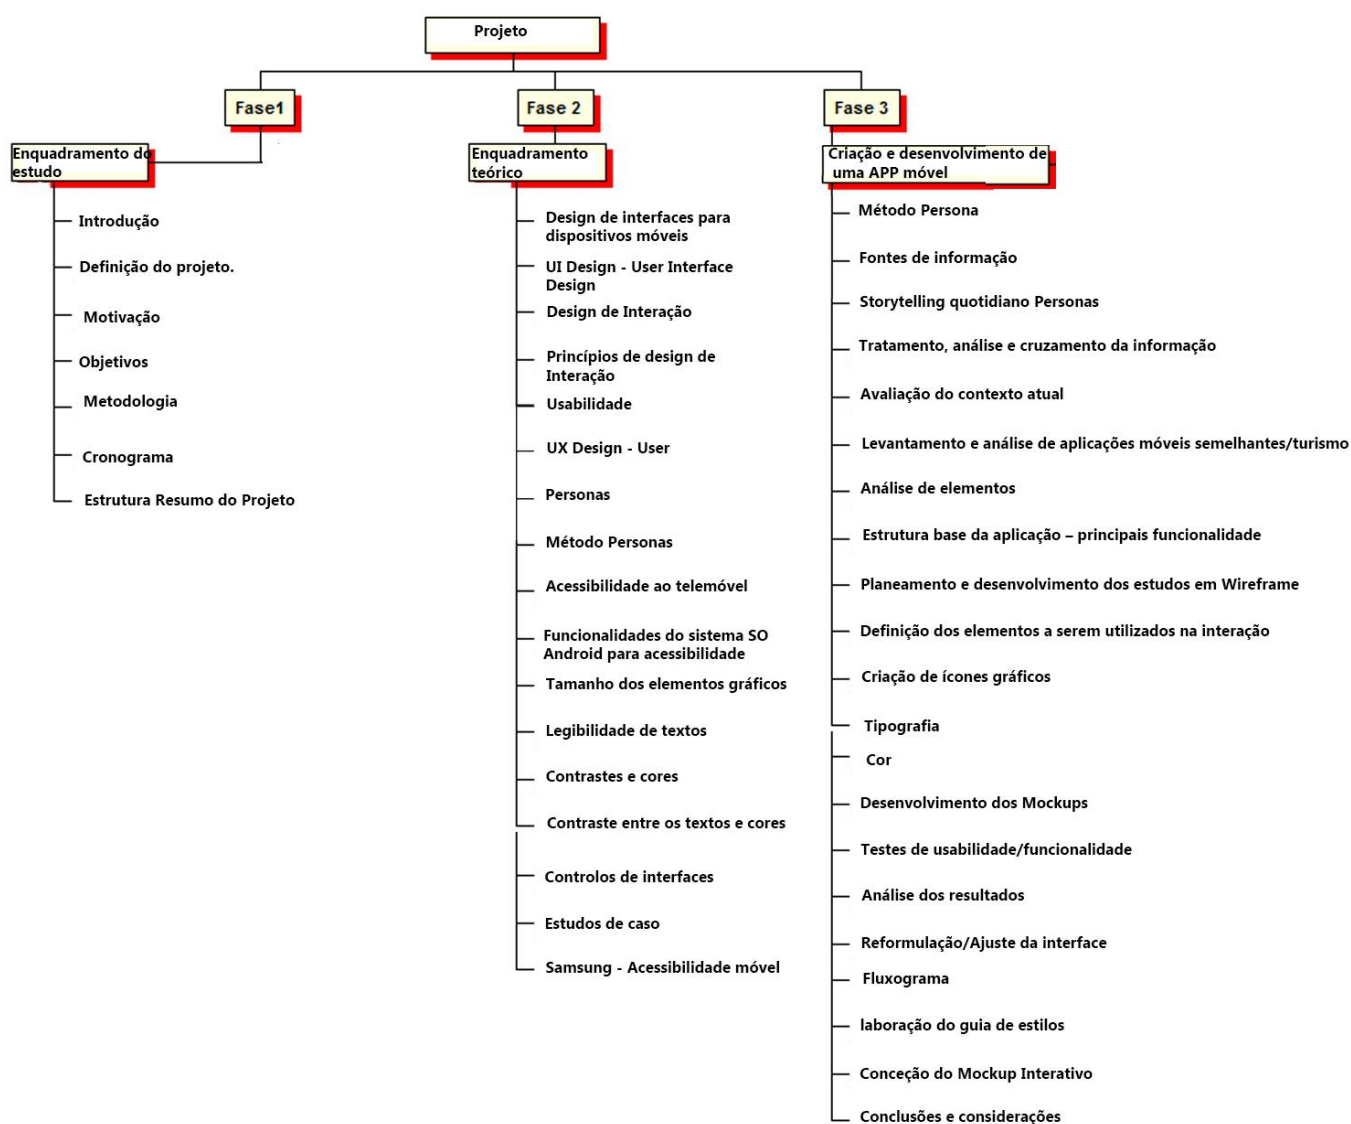 Projeto
Fase1
Fase 2
Fase 3
Enquadramento do
estudo
Introdução
Definição do projeto.
Motivação
Objetivos
Metodologia
Cronograma
Estrutura Resumo do Projeto
Enquadramento
teórico
Design de interfaces para
dispositivos móveis
UI Design - User Interface
Design
Design de Interação
Princípios de design de
Interação
Usabilidade
UX Design - User
Personas
Método Personas
Acessibilidade ao telemóvel
Funcionalidades do sistema SO
Android para acessibilidade
Tamanho dos elementos gráficos
Legibilidade de textos
Contrastes e cores
Contraste entre os textos e cores
Controlos de interfaces
Estudos de caso
Samsung - Acessibilidade móvel
Criação e desenvolvimento de
uma APP móvel
Método Persona
Fontes de informação
Storytelling quotidiano Personas
Tratamento, análise e cruzamento da informação
Avaliação do contexto atual
Levantamento e análise de aplicações móveis semelhantes/turismo
Análise de elementos
Estrutura base da aplicação – principais funcionalidade
Planeamento e desenvolvimento dos estudos em Wireframe
Definição dos elementos a serem utilizados na interação
Criação de ícones gráficos
Tipografia
Cor
Desenvolvimento dos Mockups
Testes de usabilidade/funcionalidade
Análise dos resultados
Reformulação/Ajuste da interface
Fluxograma
laboração do guia de estilos
Conceção do Mockup Interativo
Conclusões e considerações